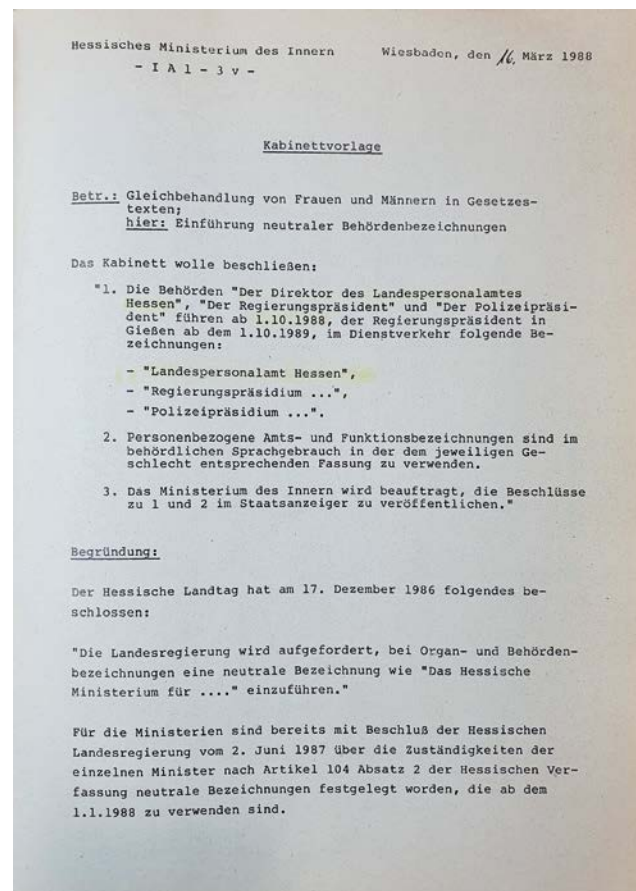 Hessisches Ministerium des Innern Wiesbaden, den 16. März 1988
- I A 1 - 3 v -
Kabinettvorlage
Betr.: Gleichbehandlung von Frauen und Männern in Gesetzes-
texten;
hier: Einführung neutraler Behördenbezeichnungen
Das Kabinett wolle beschließen:
"1. Die Behörden "Der Direktor des Landespersonalamtes
Hessen", "Der Regierungspräsident" und "Der Polizeipräsi-
dent" führen ab 1.10.1988, der Regierungspräsident in
Gießen ab dem 1.10.1989, im Dienstverkehr folgende Be-
zeichnungen:
- "Landespersonalamt Hessen",
- "Regierungspräsidium ...",
- "Polizeipräsidium ...".
2. Personenbezogene Amts- und Funktionsbezeichnungen sind im
behördlichen Sprachgebrauch in der dem jeweiligen Ge-
schlecht entsprechenden Fassung zu verwenden.
3. Das Ministerium des Innern wird beauftragt, die Beschlüsse
zu 1 und 2 im Staatsanzeiger zu veröffentlichen."
Begründung:
Der Hessische Landtag hat am 17. Dezember 1986 folgendes be-
schlossen:
"Die Landesregierung wird aufgefordert, bei Organ- und Behörden-
bezeichnungen eine neutrale Bezeichnung wie "Das Hessische
Ministerium für ...." einzuführen."
Für die Ministerien sind bereits mit Beschluß der Hessischen
Landesregierung vom 2. Juni 1987 über die Zuständigkeiten der
einzelnen Minister nach Artikel 104 Absatz 2 der Hessischen Ver-
fassung neutrale Bezeichnungen festgelegt worden, die ab dem
1.1.1988 zu verwenden sind.